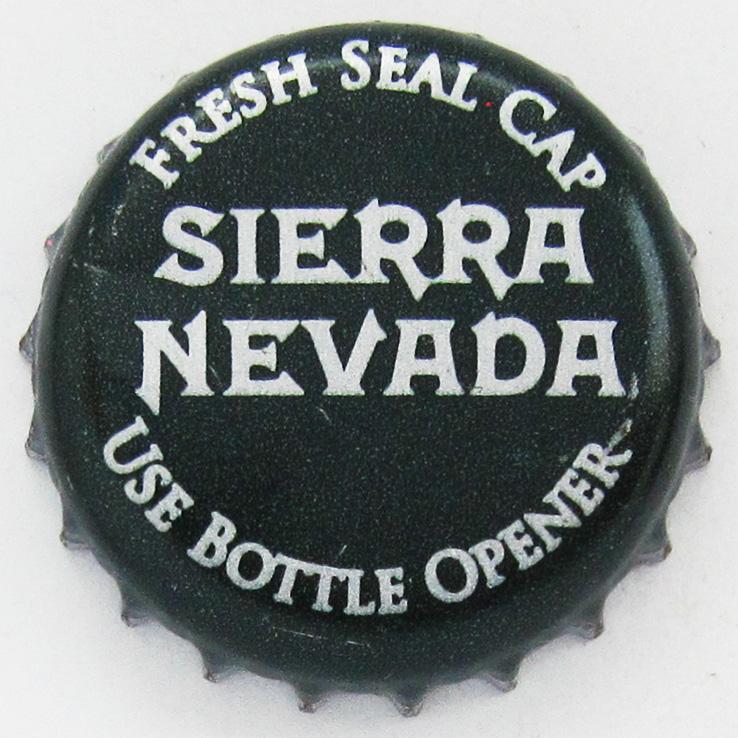 FRESH SEAL CAP
SIERRA
NEVADA
USE BOTTLE OPENER